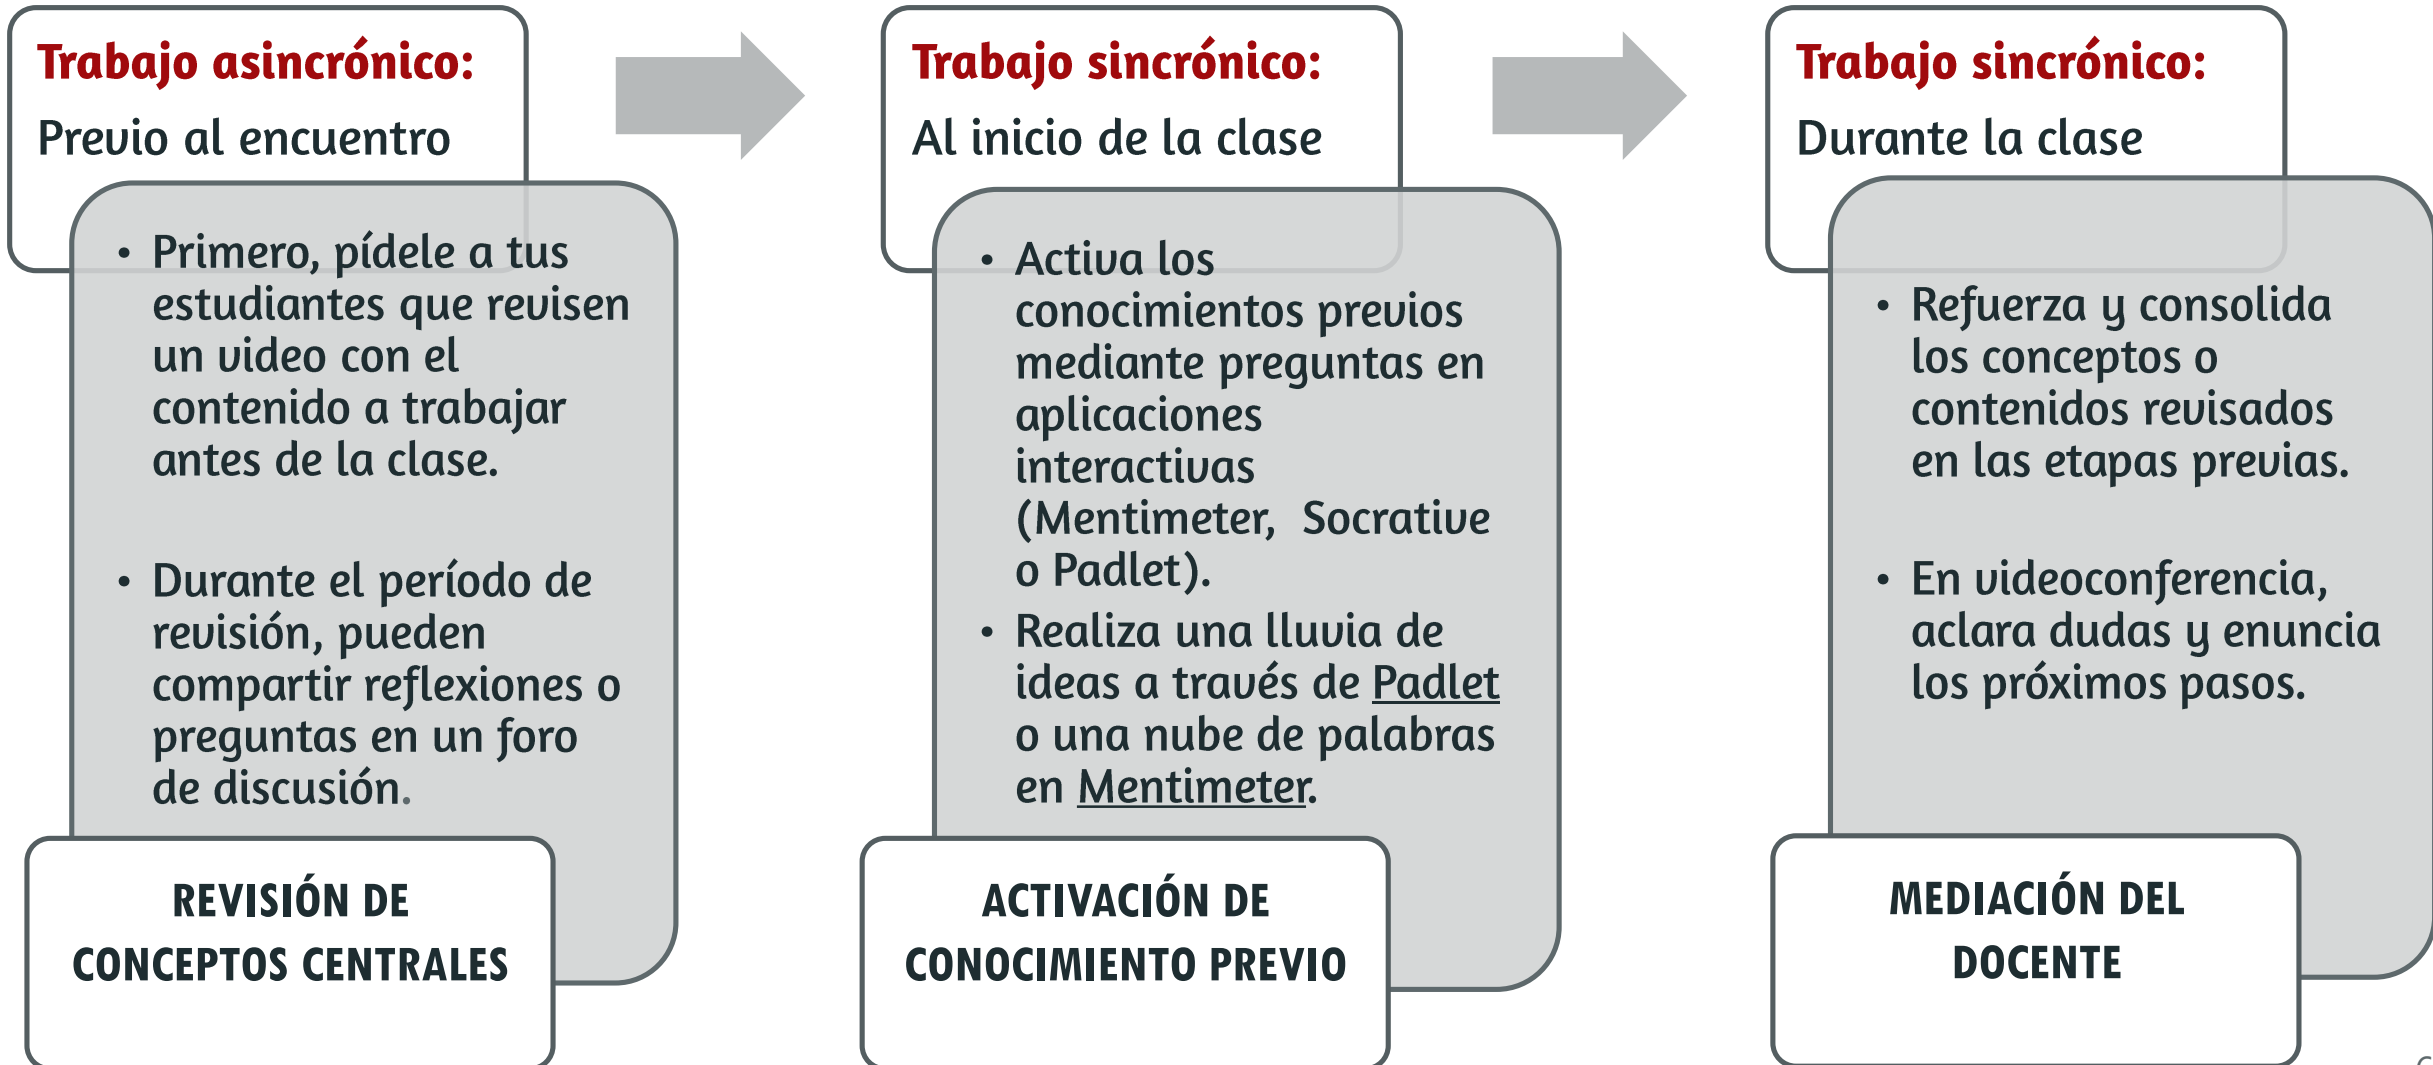 Trabajo asincrónico:
Previo al encuentro
• Primero, pídele a tus
estudiantes que revisen
un video con el
contenido a trabajar
antes de la clase.
• Durante el período de
revisión, pueden
compartir reflexiones o
preguntas en un foro
de discusión.
REVISIÓN DE
CONCEPTOS CENTRALES
Trabajo sincrónico:
Al inicio de la clase
• Activa los
conocimientos previos
mediante preguntas en
aplicaciones
interactivas
(Mentimeter, Socrative
o Padlet).
• Realiza una lluvia de
ideas a través de Padlet
o una nube de palabras
en Mentimeter.
ACTIVACIÓN DE
CONOCIMIENTO PREVIO
Trabajo sincrónico:
Durante la clase
• Refuerza y consolida
los conceptos o
contenidos revisados
en las etapas previas.
• En videoconferencia,
aclara dudas y enuncia
los próximos pasos.
MEDIACIÓN DEL
DOCENTE